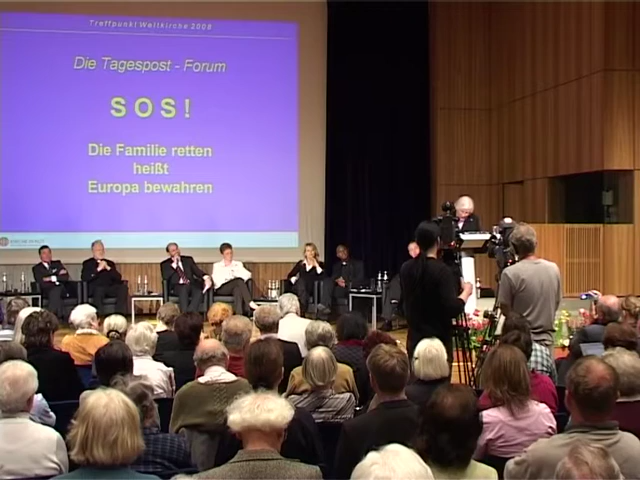 Treffpunkt Weltkirche 2008
Die Tagespost - Forum
SOS!
Die Familie retten
heißt
Europa bewahren